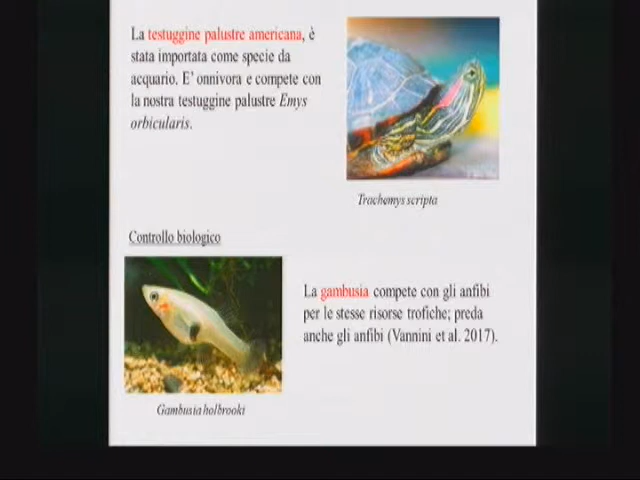 La testuggine palustre americana, è
stata importata come specie da
acquario. E' onnivora e compete con
la nostra testuggine palustre Emys
orbicularis.
Trachemys scripta
Controllo biologico
La gambusia compete con gli anfibi
per le stesse risorse trofiche; preda
anche gli anfibi (Vannini et al. 2017).
Gambusia holbrooki